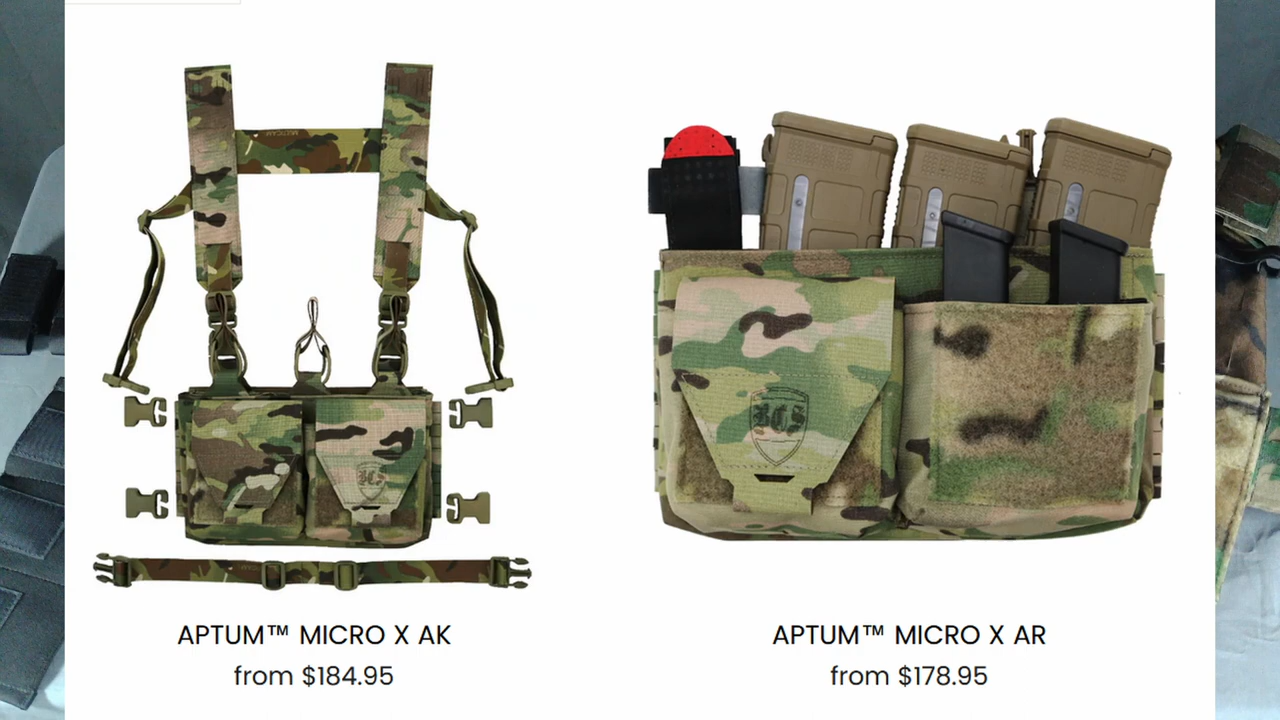 APTUM™ MICRO X AK
from $184.95
APTUM™ MICRO X AR
from $178.95